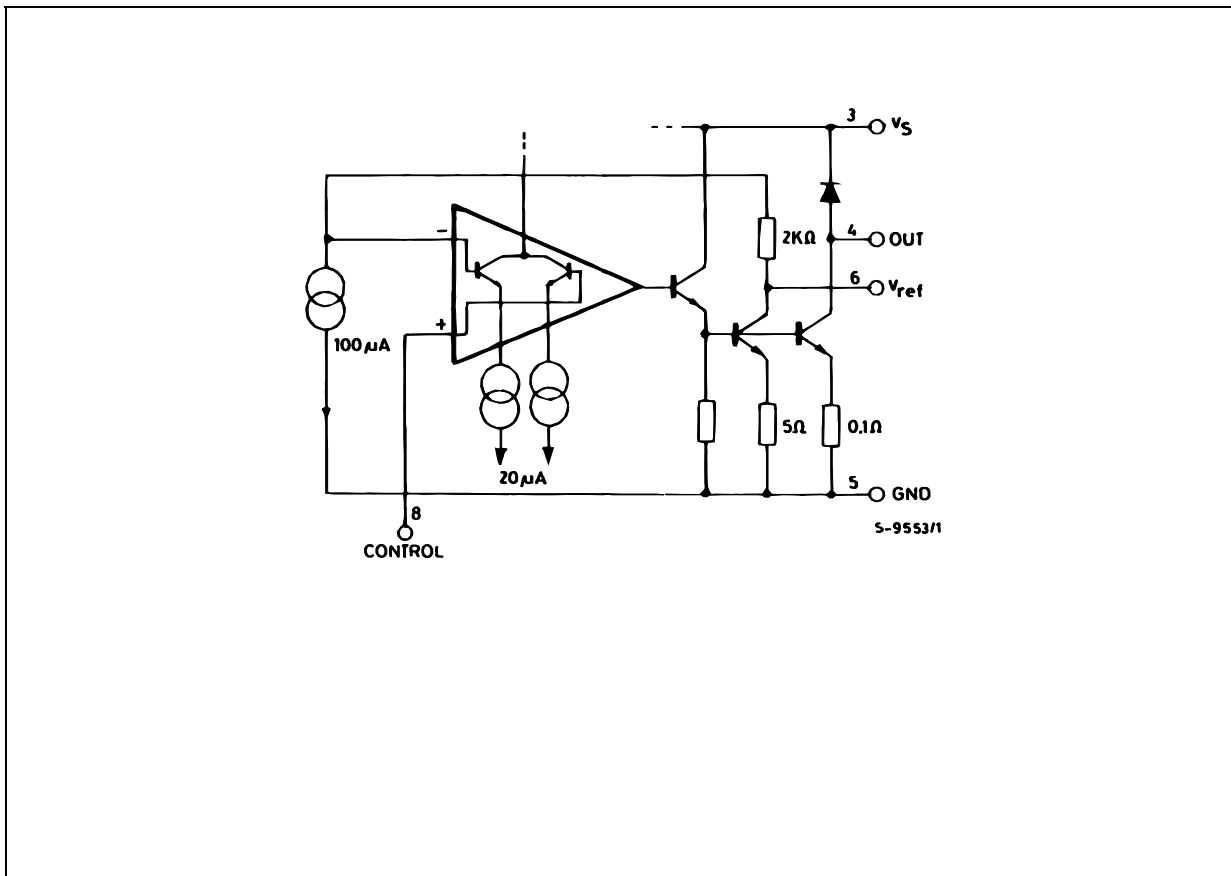 3 VS
2KΩ
4 OUT
6 Vref
−
+
100μA
5Ω
0.1Ω
20μA
5 GND
8
S-9553/1
CONTROL